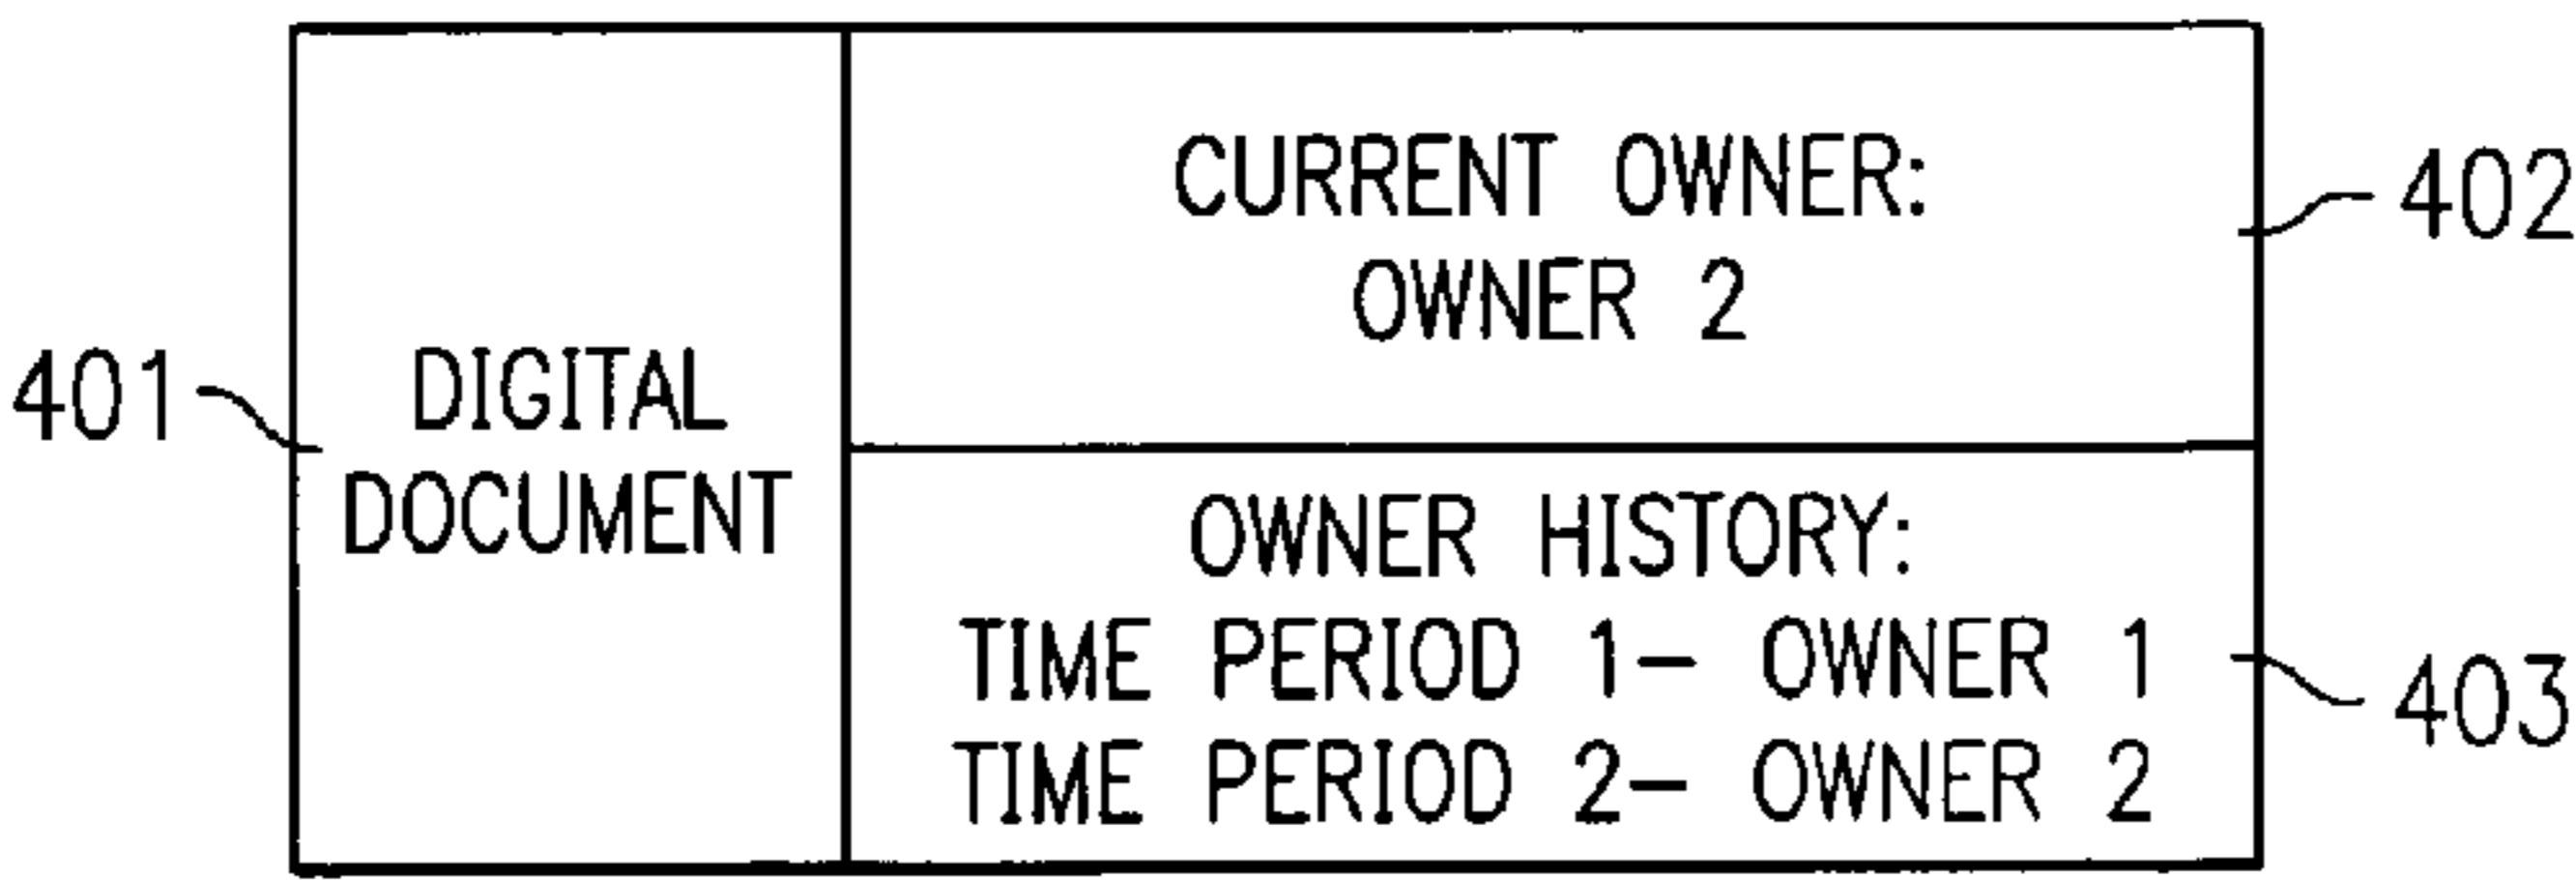 401
DIGITAL
DOCUMENT
CURRENT OWNER:
OWNER 2
402
OWNER HISTORY:
TIME PERIOD 1- OWNER 1
TIME PERIOD 2- OWNER 2
403